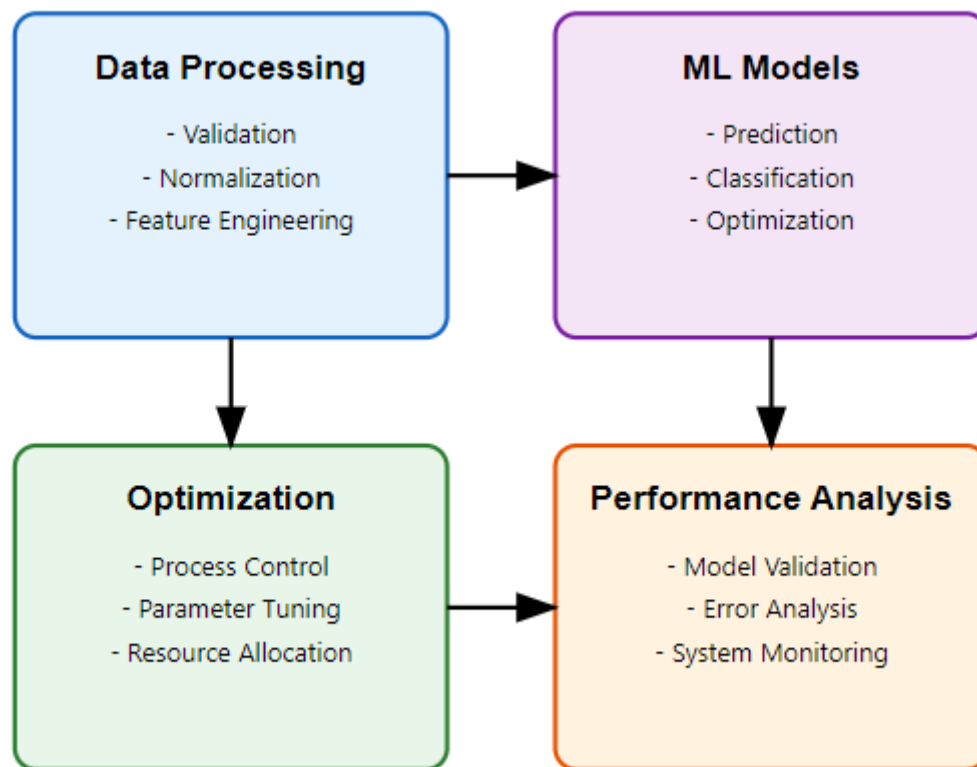 Data Processing
- Validation
- Normalization
- Feature Engineering
ML Models
- Prediction
- Classification
- Optimization
Optimization
- Process Control
- Parameter Tuning
- Resource Allocation
Performance Analysis
- Model Validation
- Error Analysis
- System Monitoring